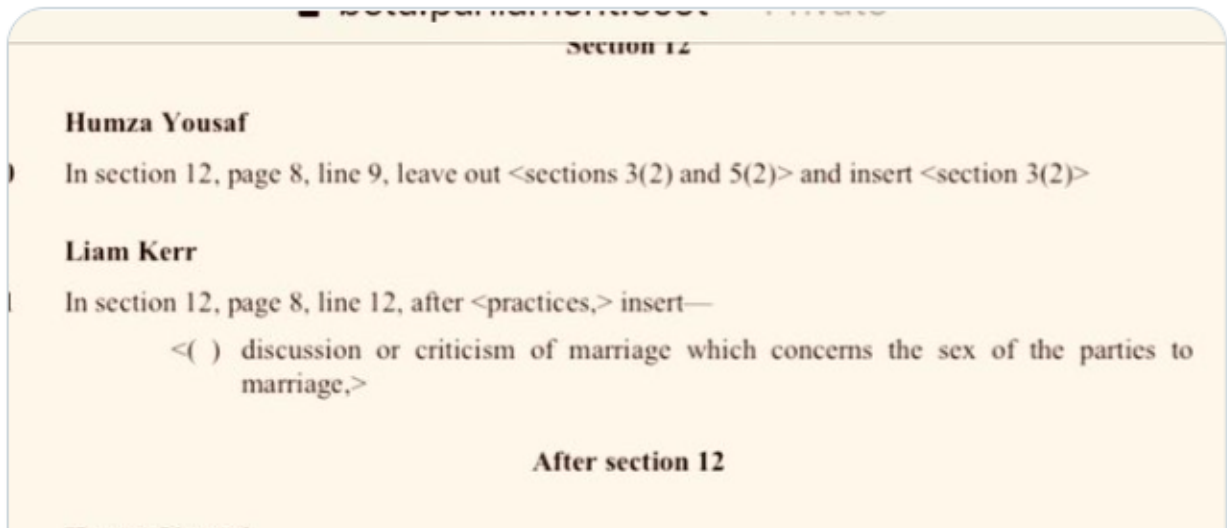 Section 12
Humza Yousaf
In section 12, page 8, line 9, leave out <sections 3(2) and 5(2)> and insert <section 3(2)>
Liam Kerr
In section 12, page 8, line 12, after <practices,> insert—
<( ) discussion or criticism of marriage which concerns the sex of the parties to
marriage,>
After section 12